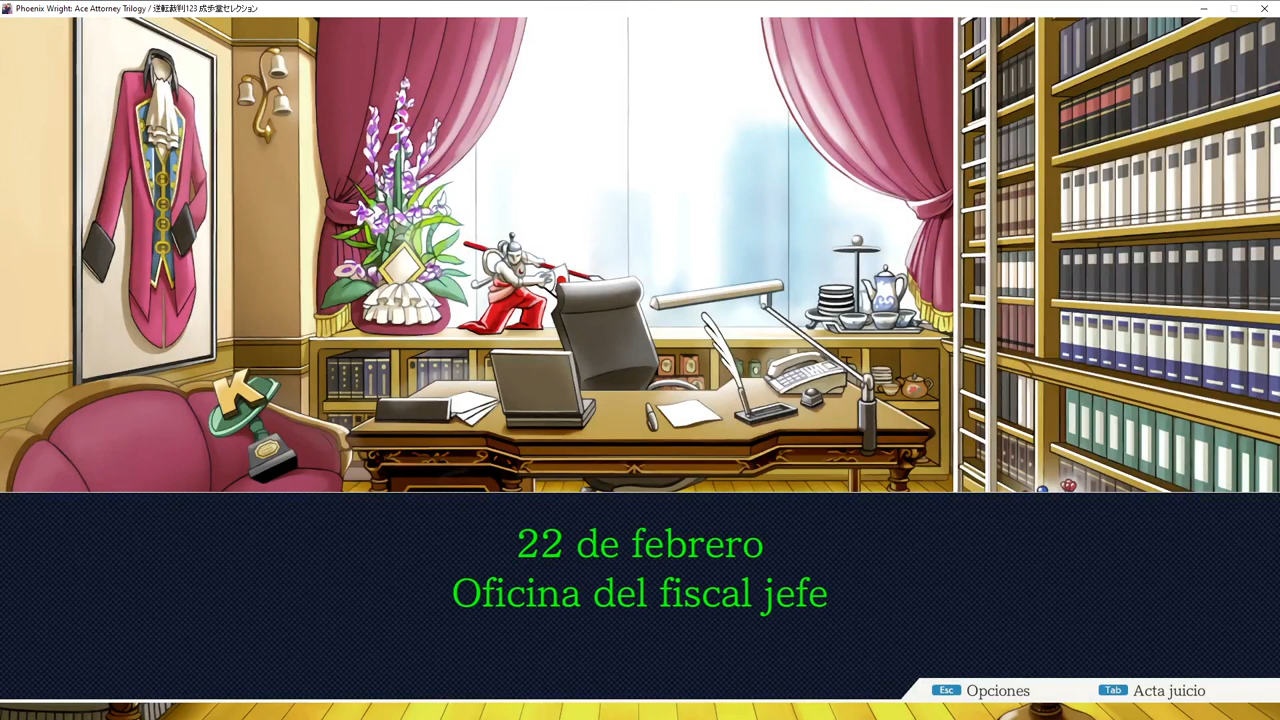 Phoenix Wright: Ace Attorney Trilogy / 逆転裁判123 成歩堂セレクション
K
22 de febrero
Oficina del fiscal jefe
Esc Opciones Tab Acta juicio